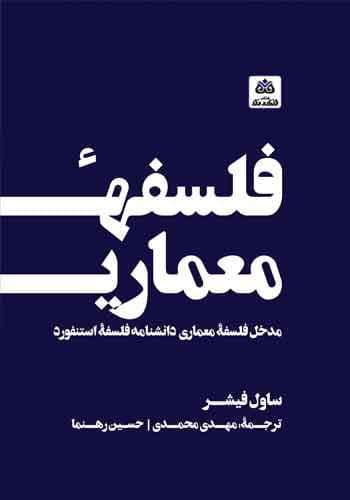 فلسفهٔ
معماری
مدخل فلسفهٔ معماری دانشنامه فلسفهٔ استنفورد
ساول فیشر
ترجمهٔ: مهدی محمدی | حسین رهنما